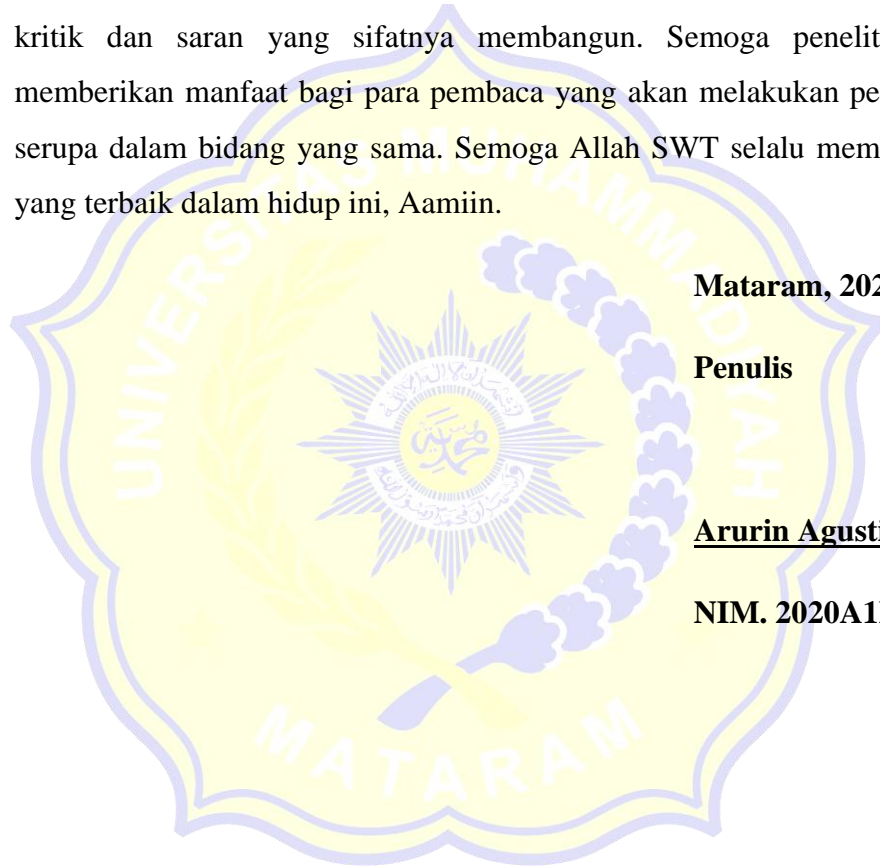 kritik dan saran yang sifatnya membangun. Semoga penelit
memberikan manfaat bagi para pembaca yang akan melakukan pe
serupa dalam bidang yang sama. Semoga Allah SWT selalu mem
yang terbaik dalam hidup ini, Aamiin.
Mataram, 202
Penulis
Arurin Agusti
NIM. 2020A1
UNIVERSITAS MUHAMMADIYAH
MATARAM